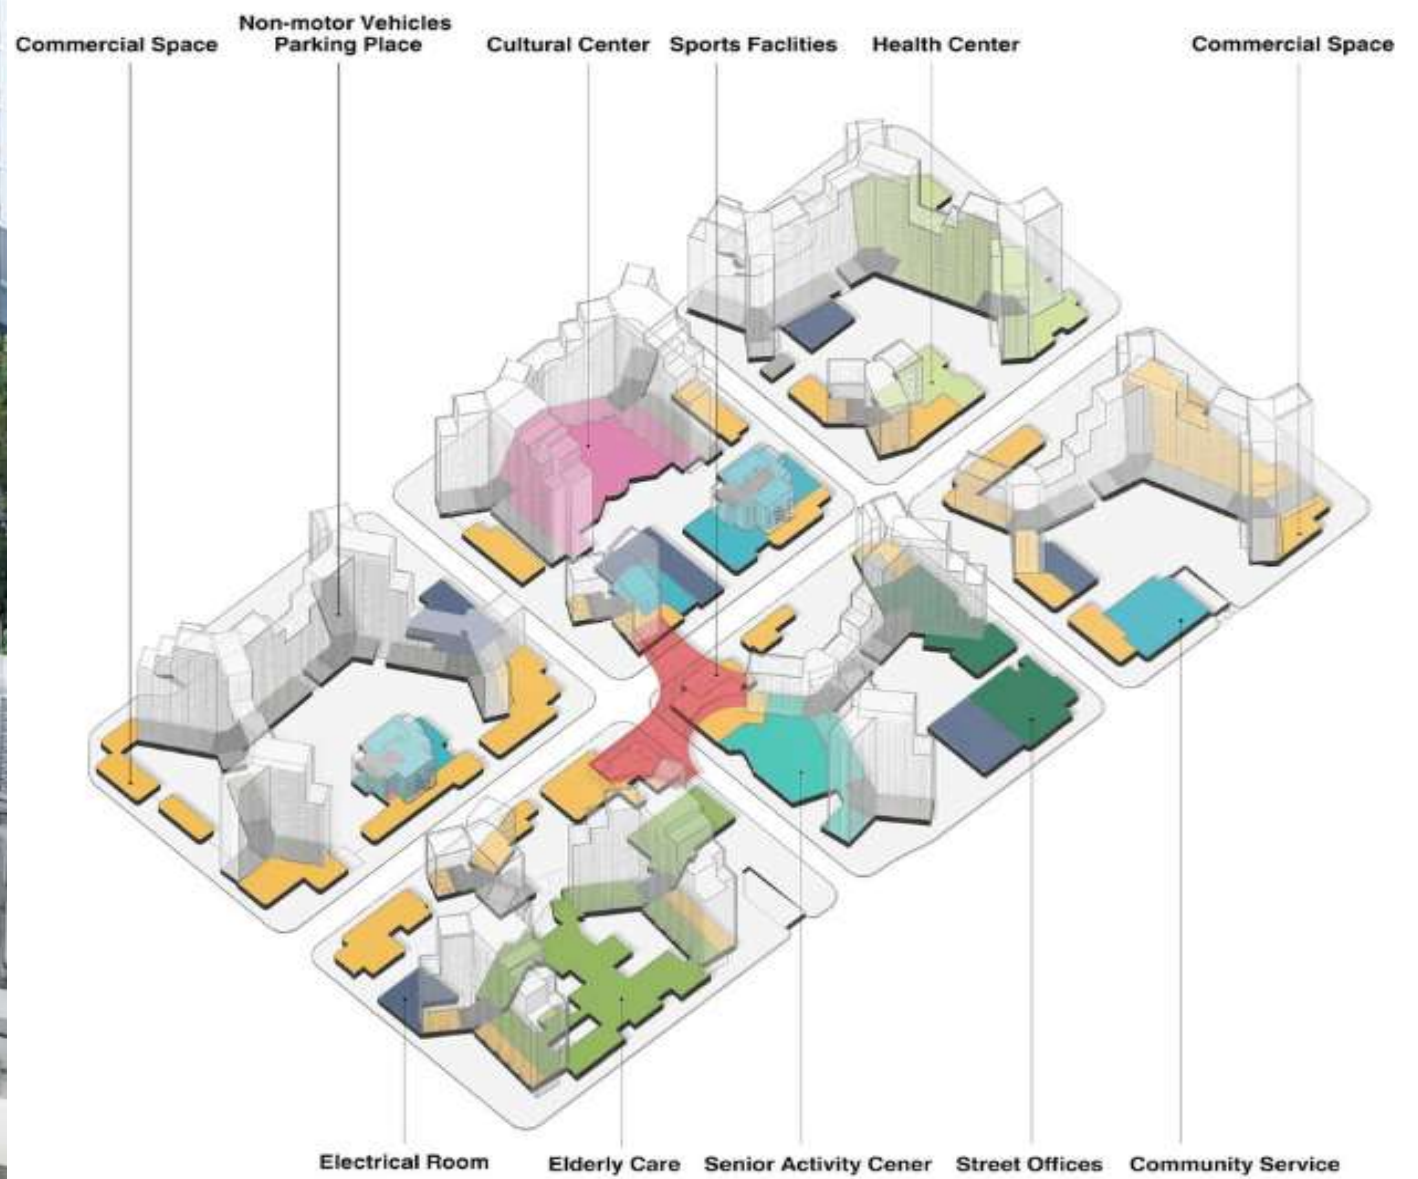 Non-motor Vehicles
Commercial Space Parking Place Cultural Center Sports Faclities Health Center Commercial Space
Electrical Room Elderly Care Senior Activity Cener Street Offices Community Service